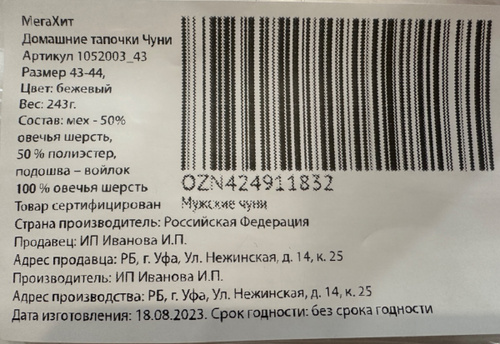 МегаХит
Домашние тапочки Чуни
Артикул 1052003_43
Размер 43-44,
Цвет: бежевый
Вес: 243г.
Состав: мех - 50%
овечья шерсть,
50 % полиэстер,
подошва – войлок
100 % овечья шерсть
Товар сертифицирован
OZN424911832
Мужские чуни
Страна производитель: Российская Федерация
Продавец: ИП Иванова И.П.
Адрес продавца: РБ, г. Уфа, Ул. Нежинская, д. 14, к. 25
Производитель: ИП Иванова И.П.
Адрес производства: РБ, г. Уфа, Ул. Нежинская, д. 14, к. 25
Дата изготовления: 18.08.2023. Срок годности: без срока годности